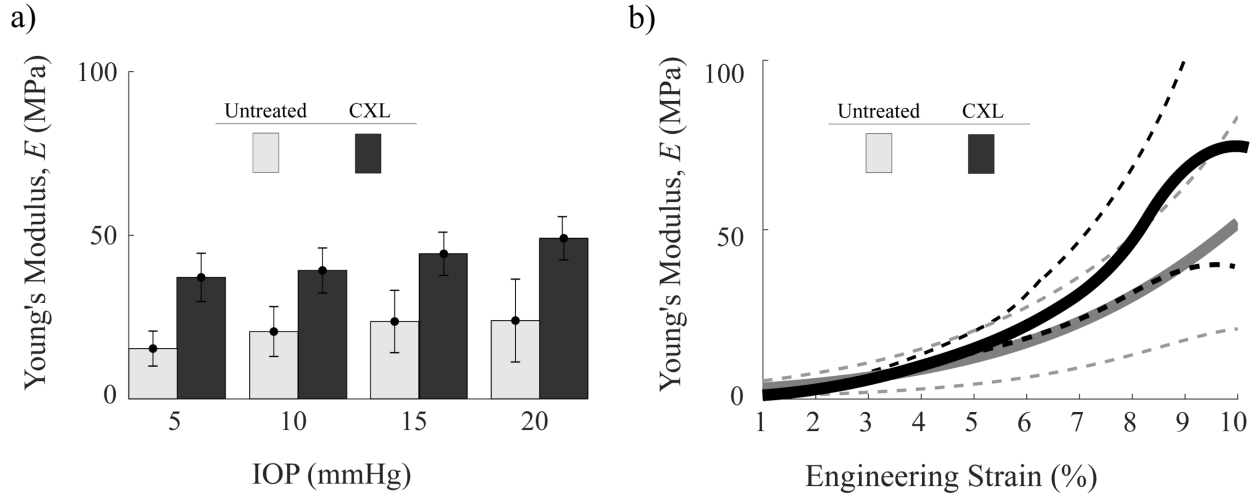 a)
Young's Modulus, E (MPa)
100
50
0
Untreated CXL
5 10 15 20
IOP (mmHg)
b)
Young's Modulus, E (MPa)
100
50
0
Untreated CXL
1 2 3 4 5 6 7 8 9 10
Engineering Strain (%)